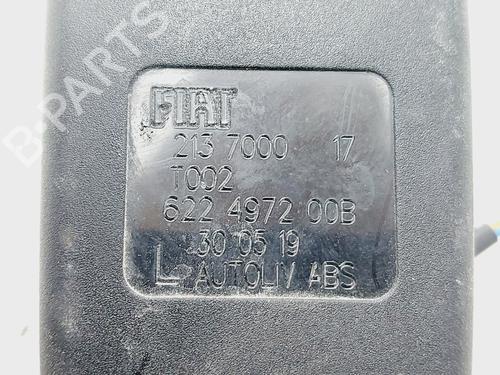 B-PARTS
FIAT
213 7000 17
T002
622 4972 00B
30 05 19
L AUTOLIV ABS